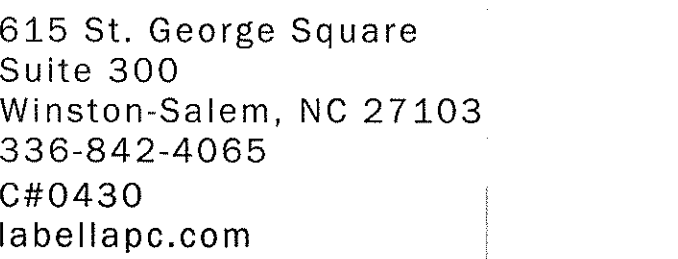 615 St. George Square
Suite 300
Winston-Salem, NC 27103
336-842-4065
C#0430
labellapc.com